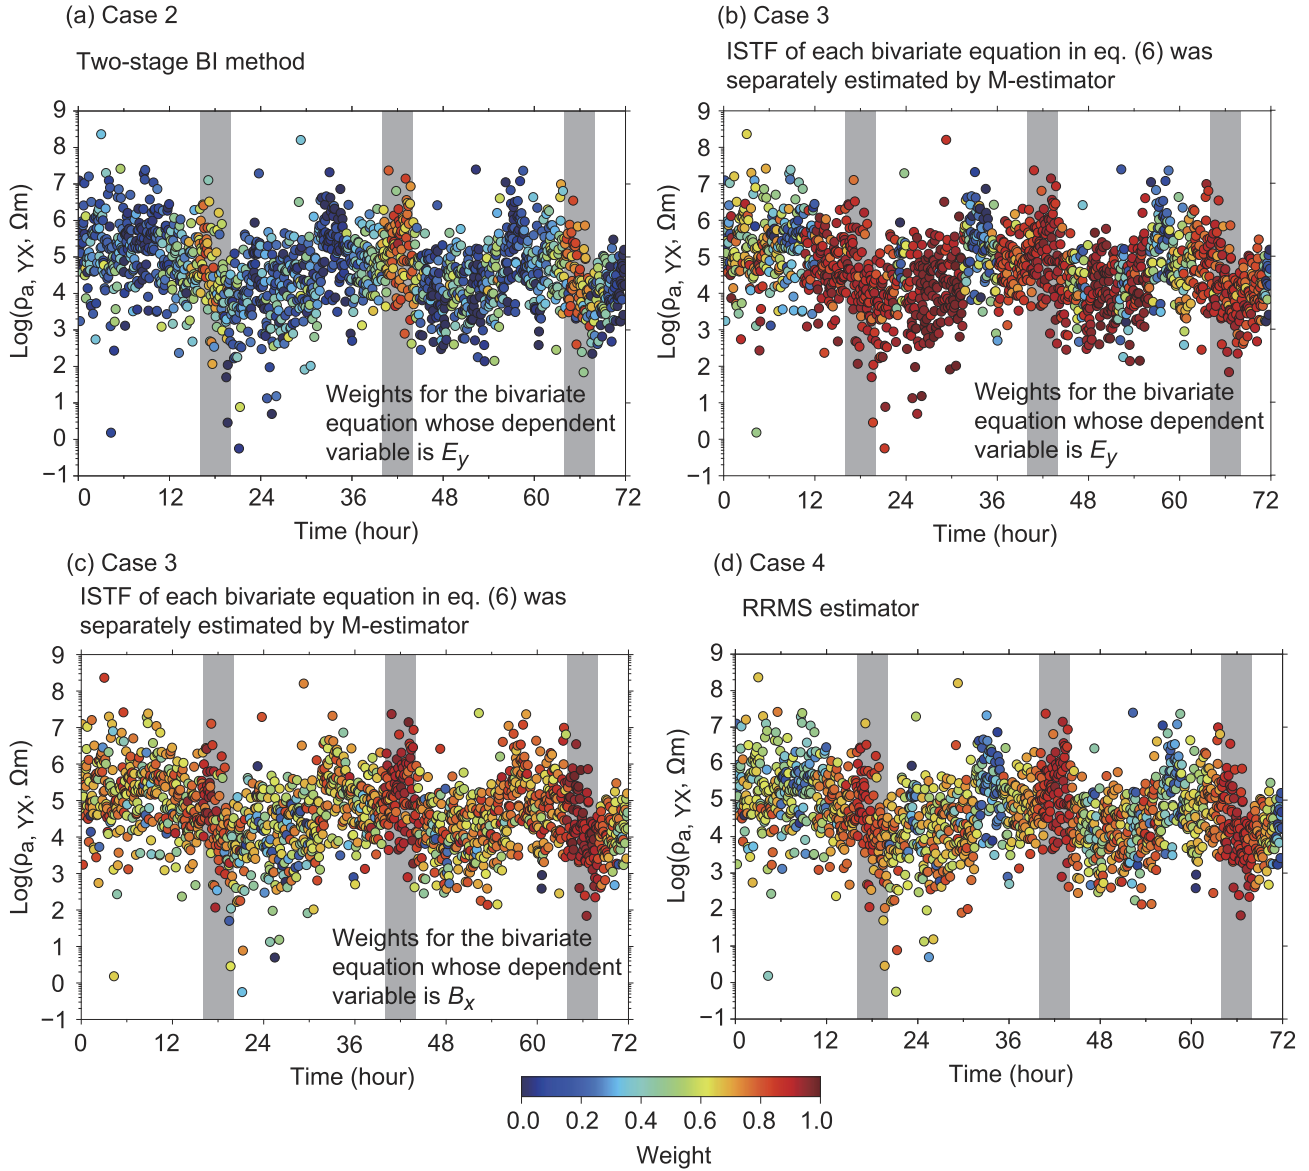 (a) Case 2
Two-stage BI method
9
8
7
6
5
4
3
2
1
0
−1
Log(ρa, YX, Ωm)
Weights for the bivariate
equation whose dependent
variable is Ey
0 12 24 36 48 60 72
Time (hour)
(b) Case 3
ISTF of each bivariate equation in eq. (6) was
separately estimated by M-estimator
9
8
7
6
5
4
3
2
1
0
−1
Log(ρa, YX, Ωm)
Weights for the bivariate
equation whose dependent
variable is Ey
0 12 24 36 48 60 72
Time (hour)
(c) Case 3
ISTF of each bivariate equation in eq. (6) was
separately estimated by M-estimator
9
8
7
6
5
4
3
2
1
0
−1
Log(ρa, YX, Ωm)
Weights for the bivariate
equation whose dependent
variable is Bx
0 12 24 36 48 60 72
Time (hour)
(d) Case 4
RRMS estimator
9
8
7
6
5
4
3
2
1
0
−1
Log(ρa, YX, Ωm)
0 12 24 36 48 60 72
Time (hour)
0.0 0.2 0.4 0.6 0.8 1.0
Weight